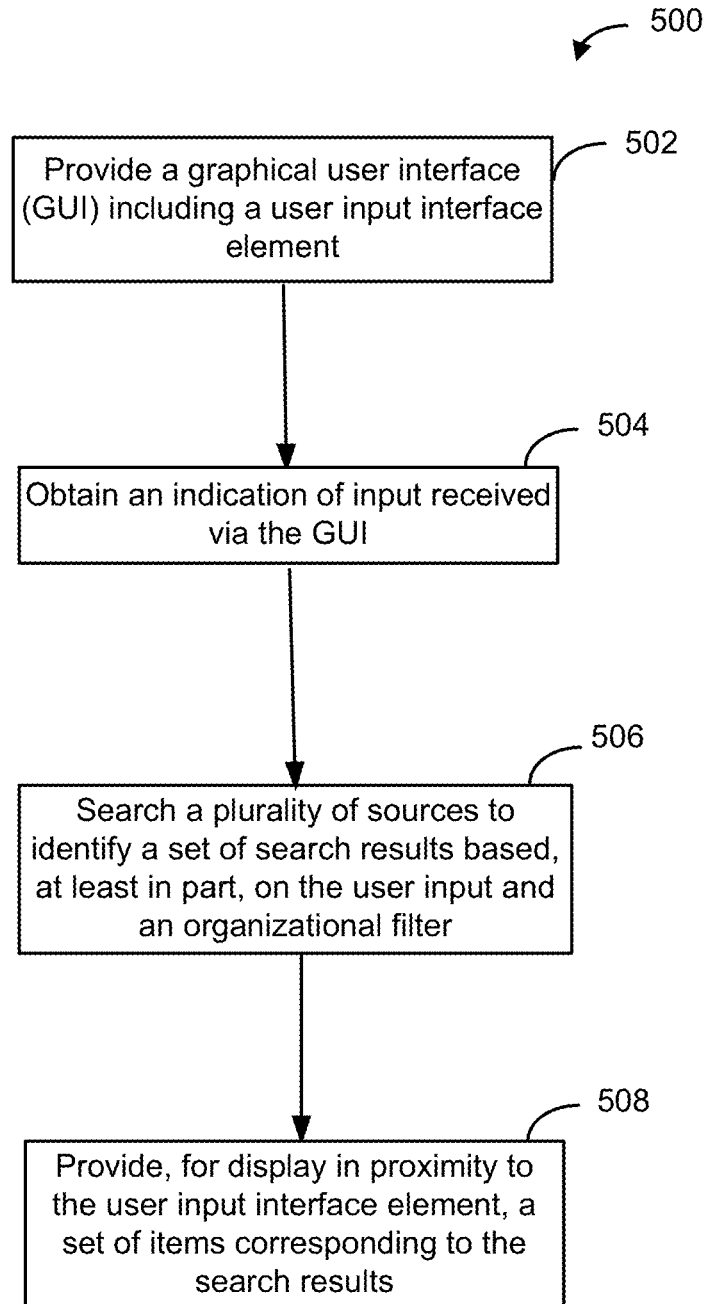 500
502
Provide a graphical user interface
(GUI) including a user input interface
element
504
Obtain an indication of input received
via the GUI
506
Search a plurality of sources to
identify a set of search results based,
at least in part, on the user input and
an organizational filter
508
Provide, for display in proximity to
the user input interface element, a
set of items corresponding to the
search results